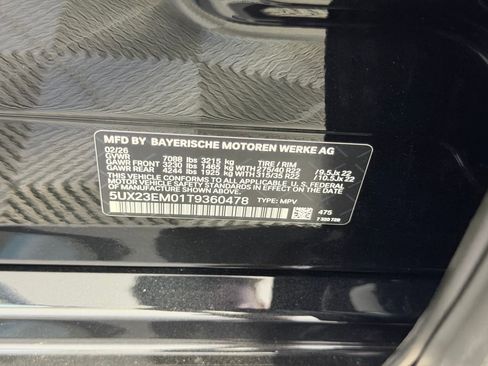 MFD BY BAYERISCHE MOTOREN WERKE AG
02/26
GVWR 7088 lbs 3215 kg TIRE / RIM
GAWR FRONT 3230 lbs 1465 kg 275/40 R22 /9.5Jx22
GAWR REAR 4244 lbs 1925 kg 315/35 R22 /10.5Jx22
THIS VEHICLE CONFORMS TO ALL APPLICABLE U.S. FEDERAL
MOTOR VEHICLE SAFETY STANDARDS IN EFFECT ON THE DATE OF MANUFACTURE SHOWN ABOVE.
5UX23EM01T9360478 TYPE: MPV 475